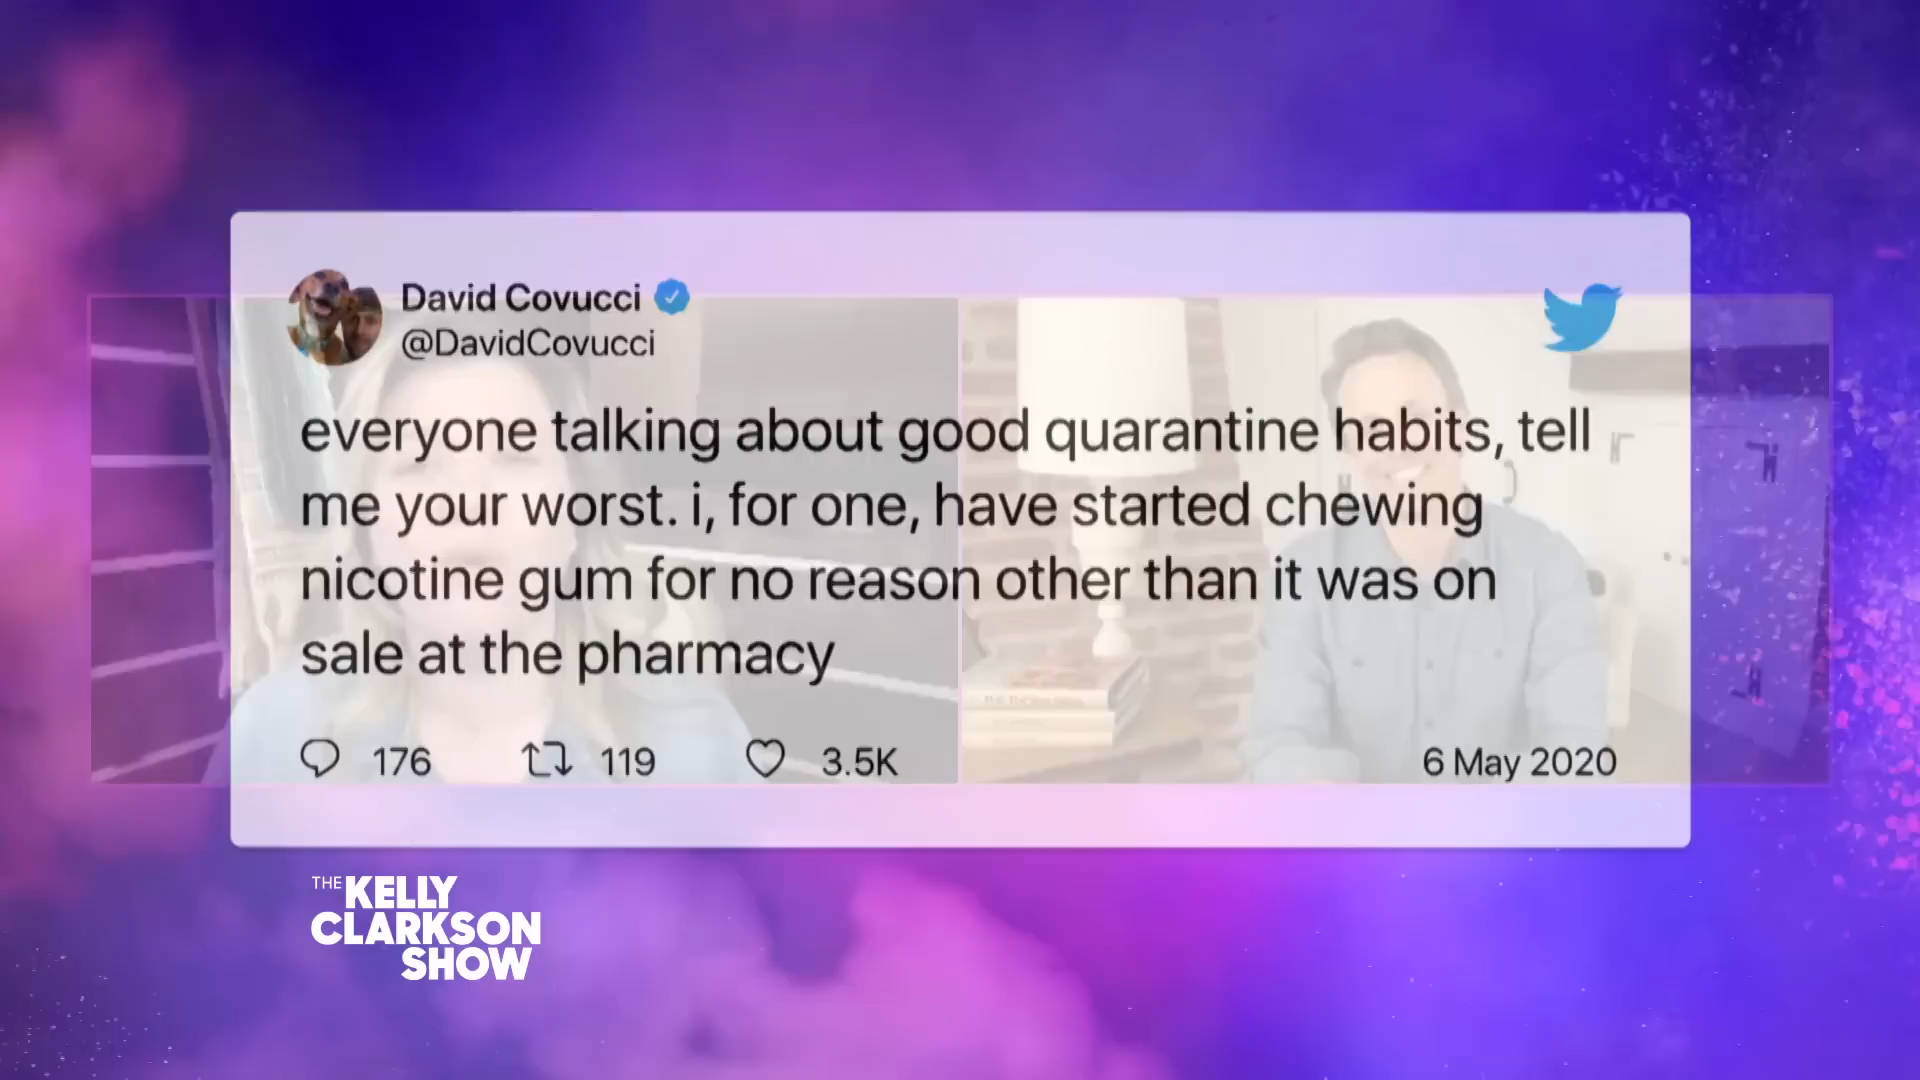 David Covucci
@DavidCovucci
everyone talking about good quarantine habits, tell
me your worst. i, for one, have started chewing
nicotine gum for no reason other than it was on
sale at the pharmacy
176 119 3.5K 6 May 2020
THE KELLY
CLARKSON
SHOW